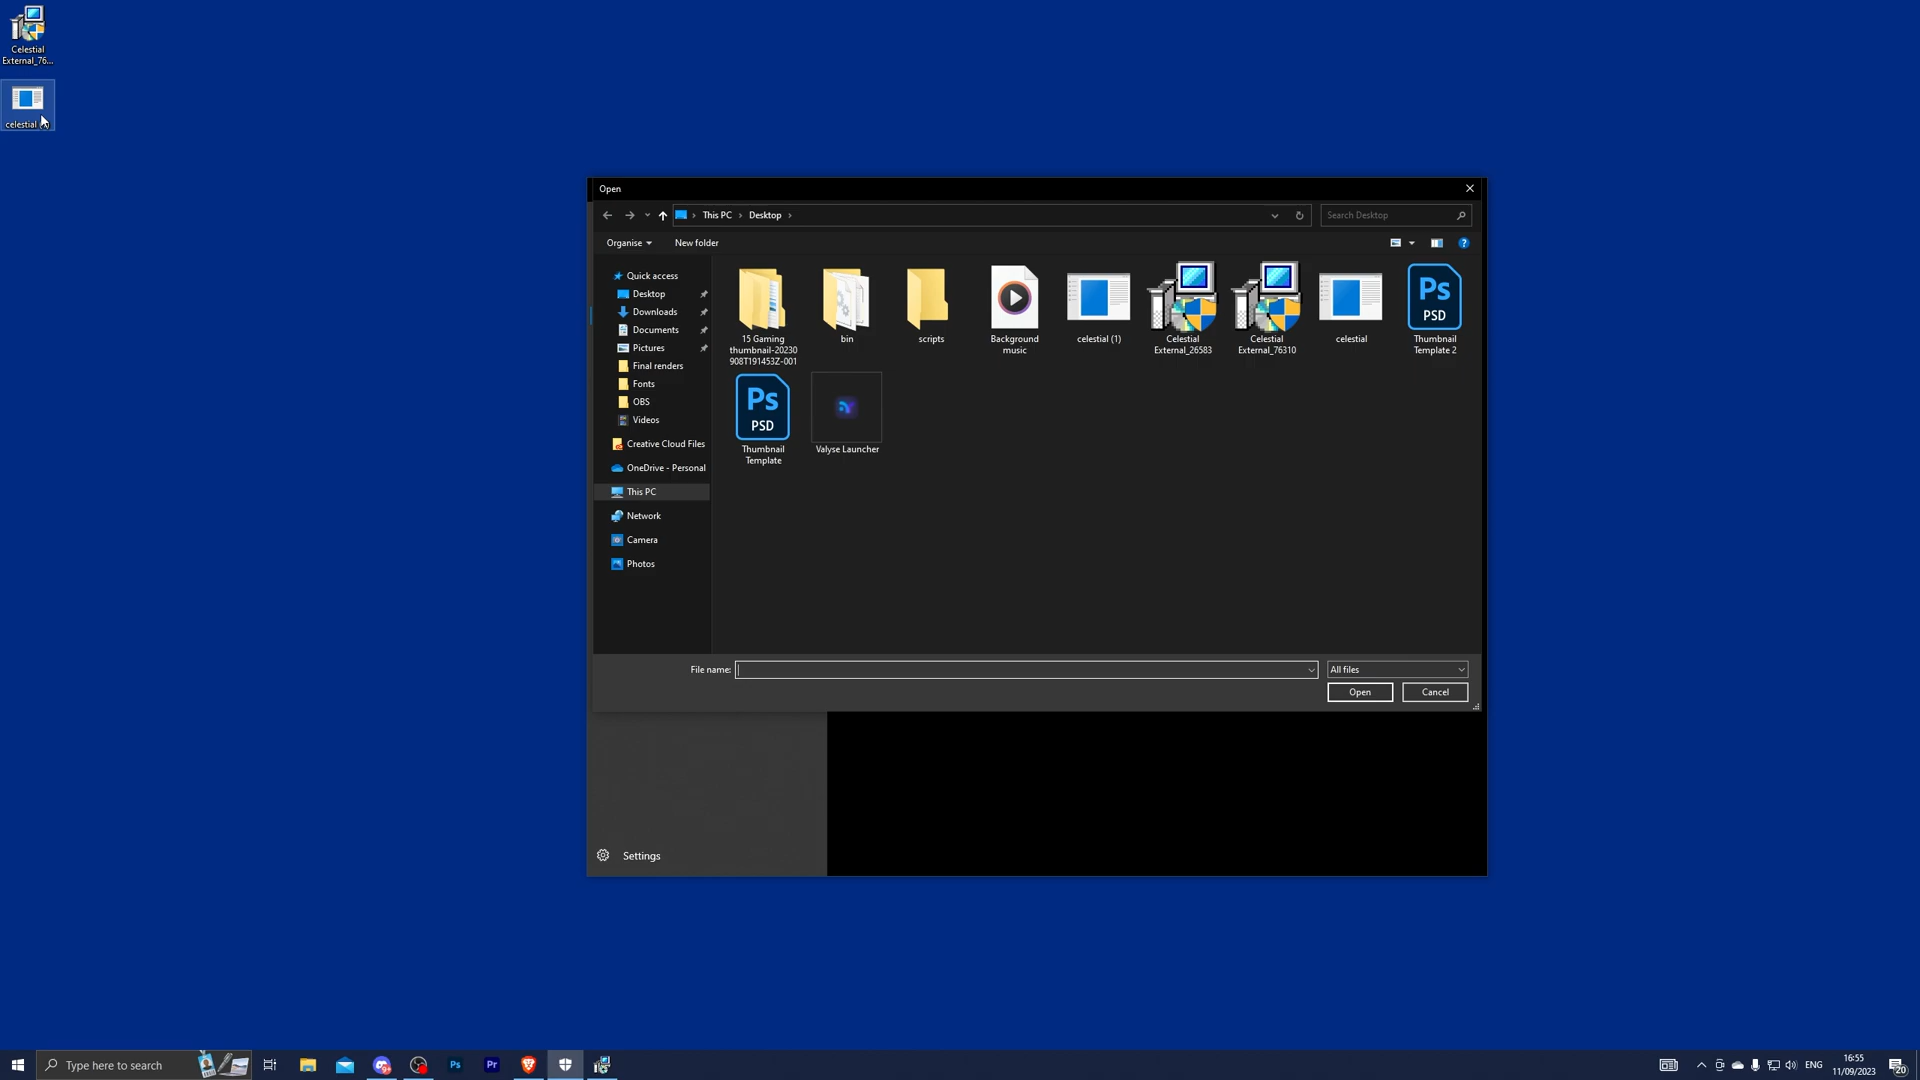 Celestial
External_76...
celestial
Open
This PC
Desktop
Search Desktop
Organise
New folder
Quick access
Desktop
Downloads
Documents
Pictures
Final renders
Fonts
OBS
Videos
Creative Cloud Files
OneDrive - Personal
This PC
Network
Camera
Photos
15 Gaming
thumbnail-20230
908T191453Z-001
bin
scripts
Background
music
celestial (1)
Celestial
External_26583
Celestial
External_76310
celestial
Ps
PSD
Thumbnail
Template 2
Ps
PSD
Thumbnail
Template
Valyse Launcher
File name:
All files
Open
Cancel
Settings
Type here to search
Ps
Pr
ENG
16:55
11/09/2023
20